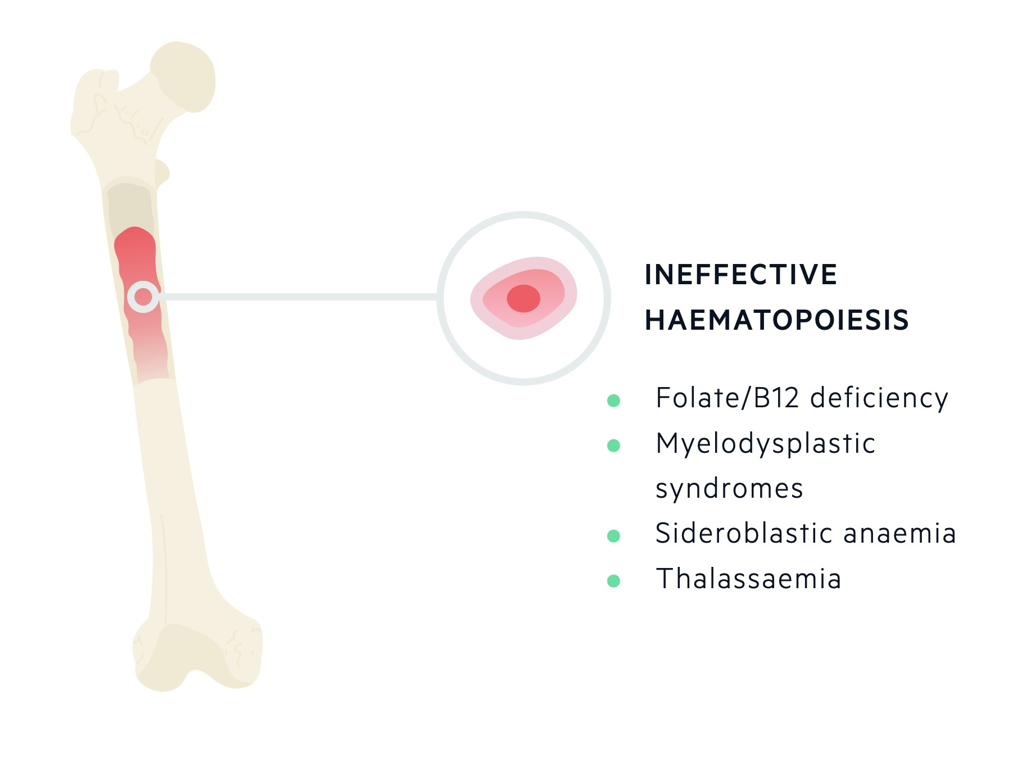 INEFFECTIVE
HAEMATOPOIESIS
Folate/B12 deficiency
Myelodysplastic
syndromes
Sideroblastic anaemia
Thalassaemia